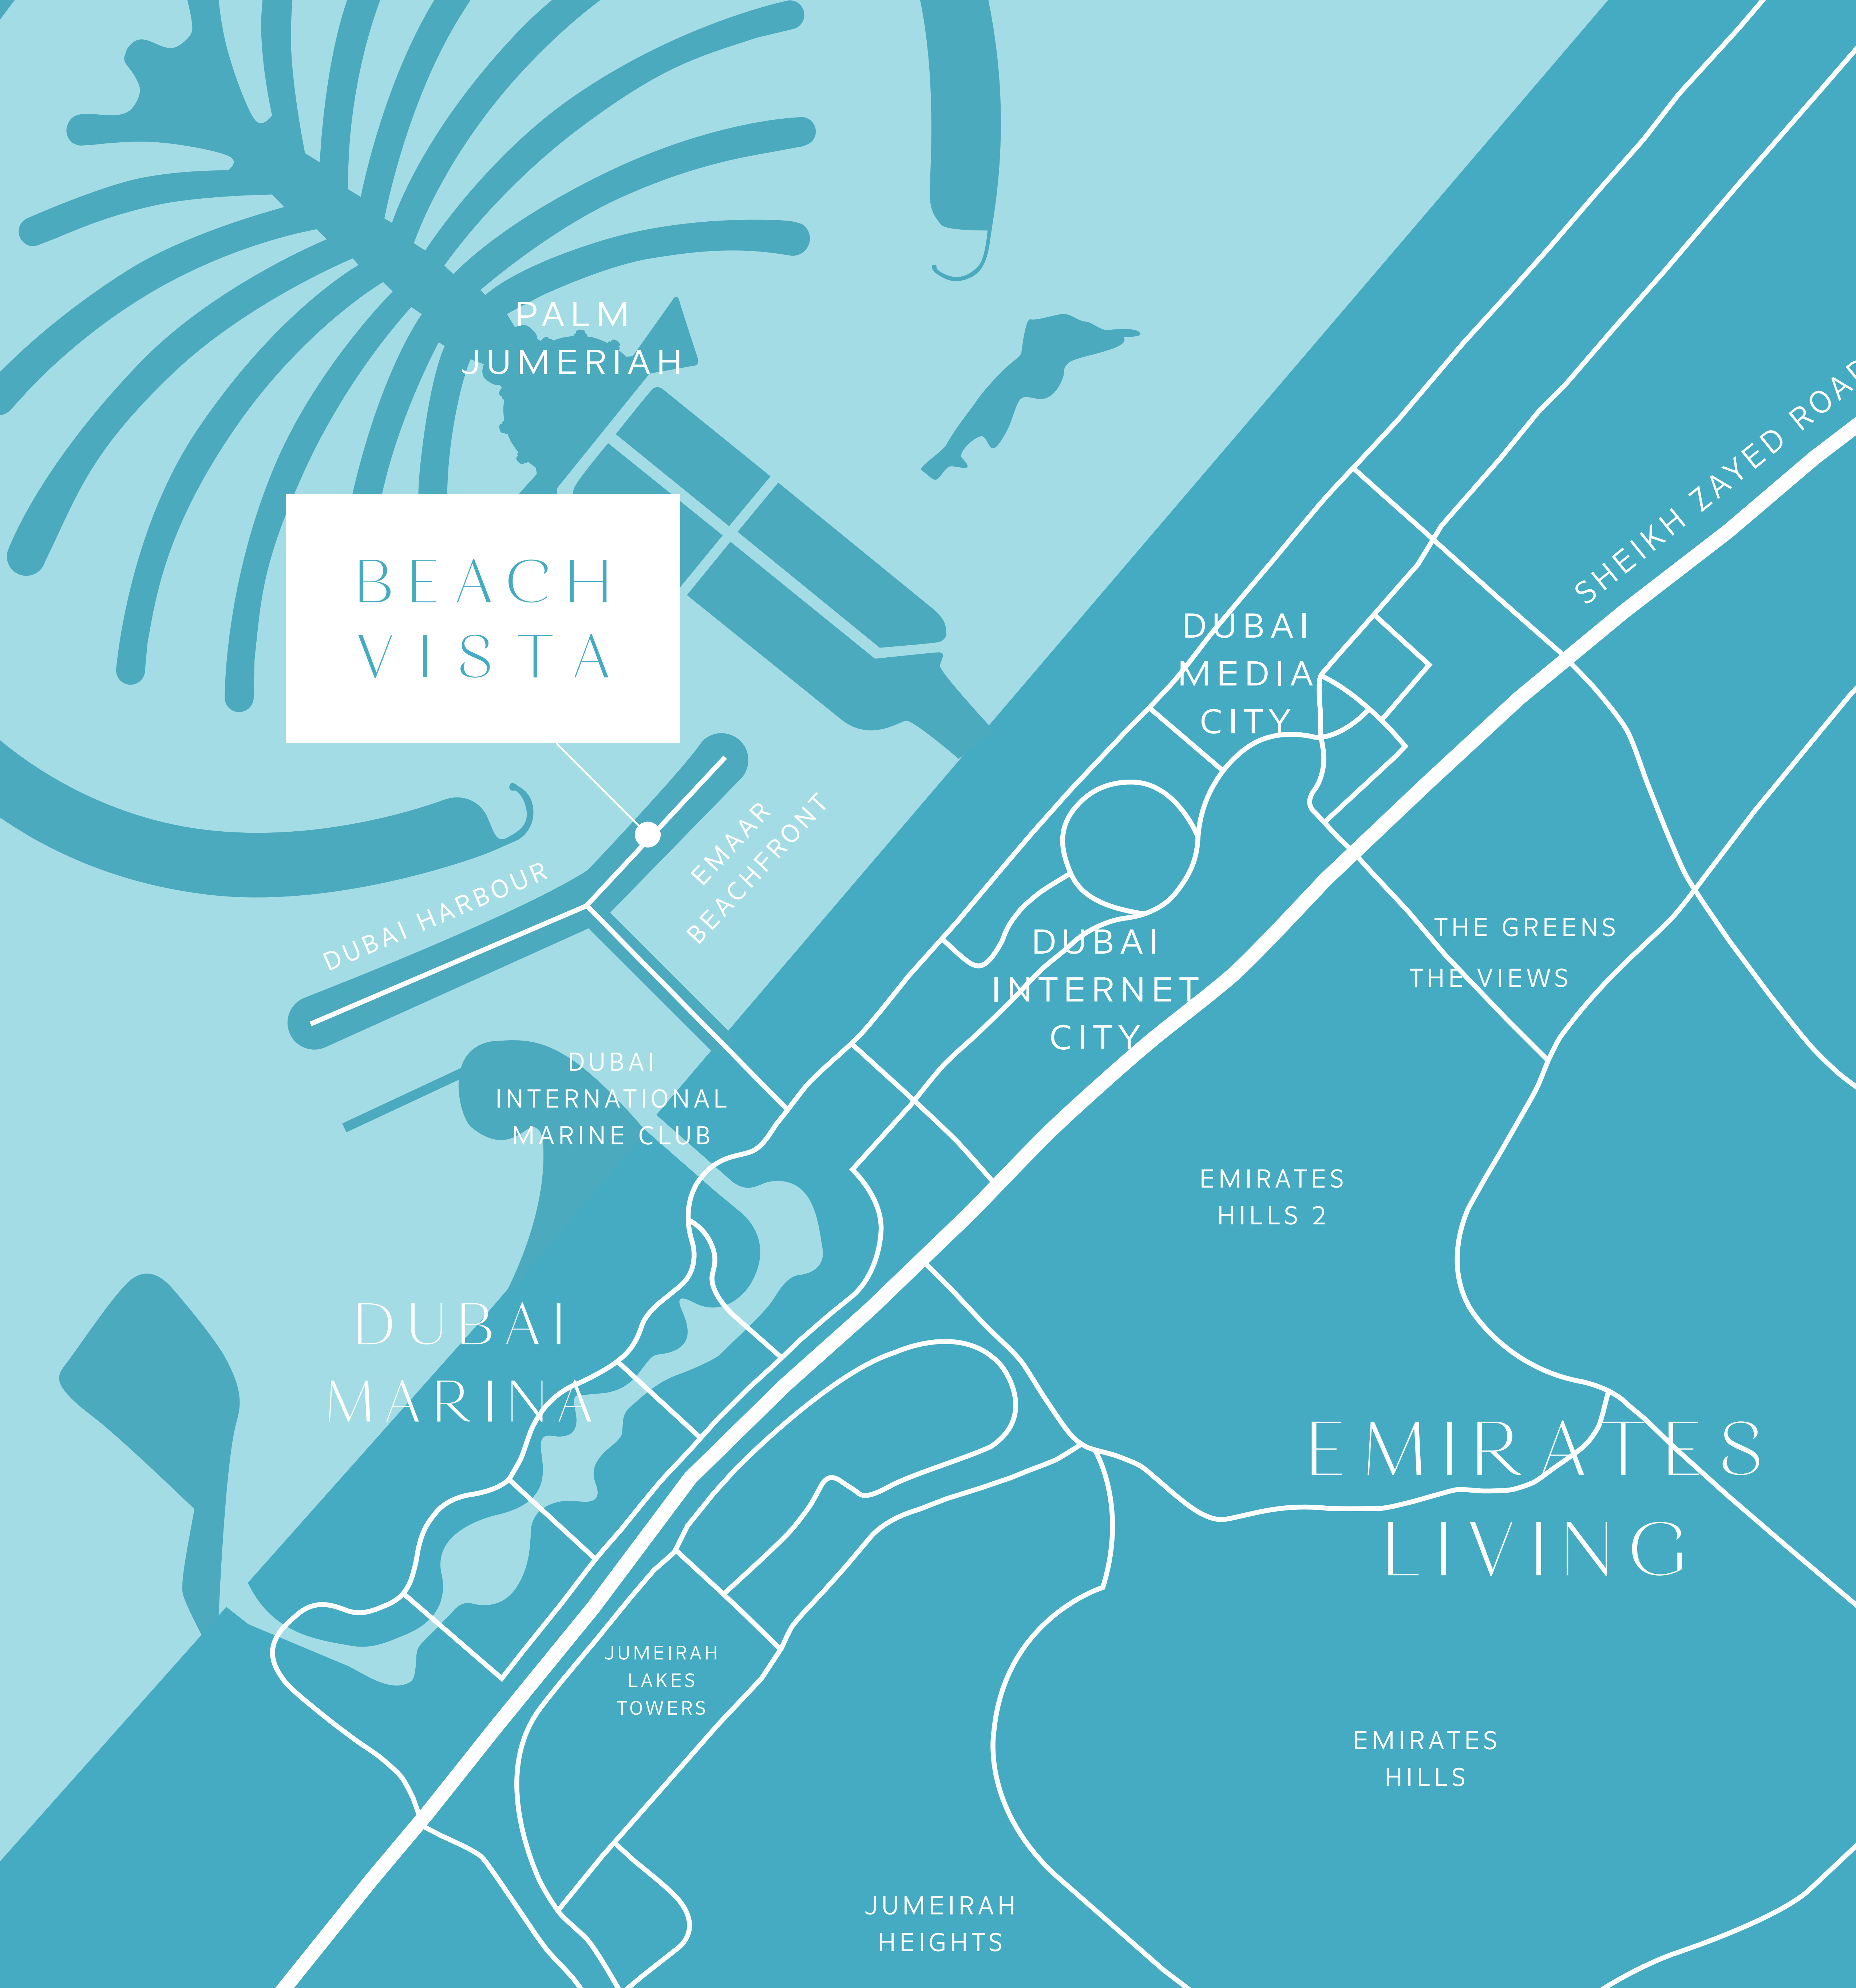 PALM
JUMERIAH
SHEIKH ZAYED ROAD
BEACH
VISTA
DUBAI
MEDIA
CITY
EMAAR
BEACHFRONT
DUBAI HARBOUR
THE GREENS
THE VIEWS
DUBAI
INTERNET
CITY
DUBAI
INTERNATIONAL
MARINE CLUB
EMIRATES
HILLS 2
DUBAI
MARINA
EMIRATES
LIVING
JUMEIRAH
LAKES
TOWERS
EMIRATES
HILLS
JUMEIRAH
HEIGHTS